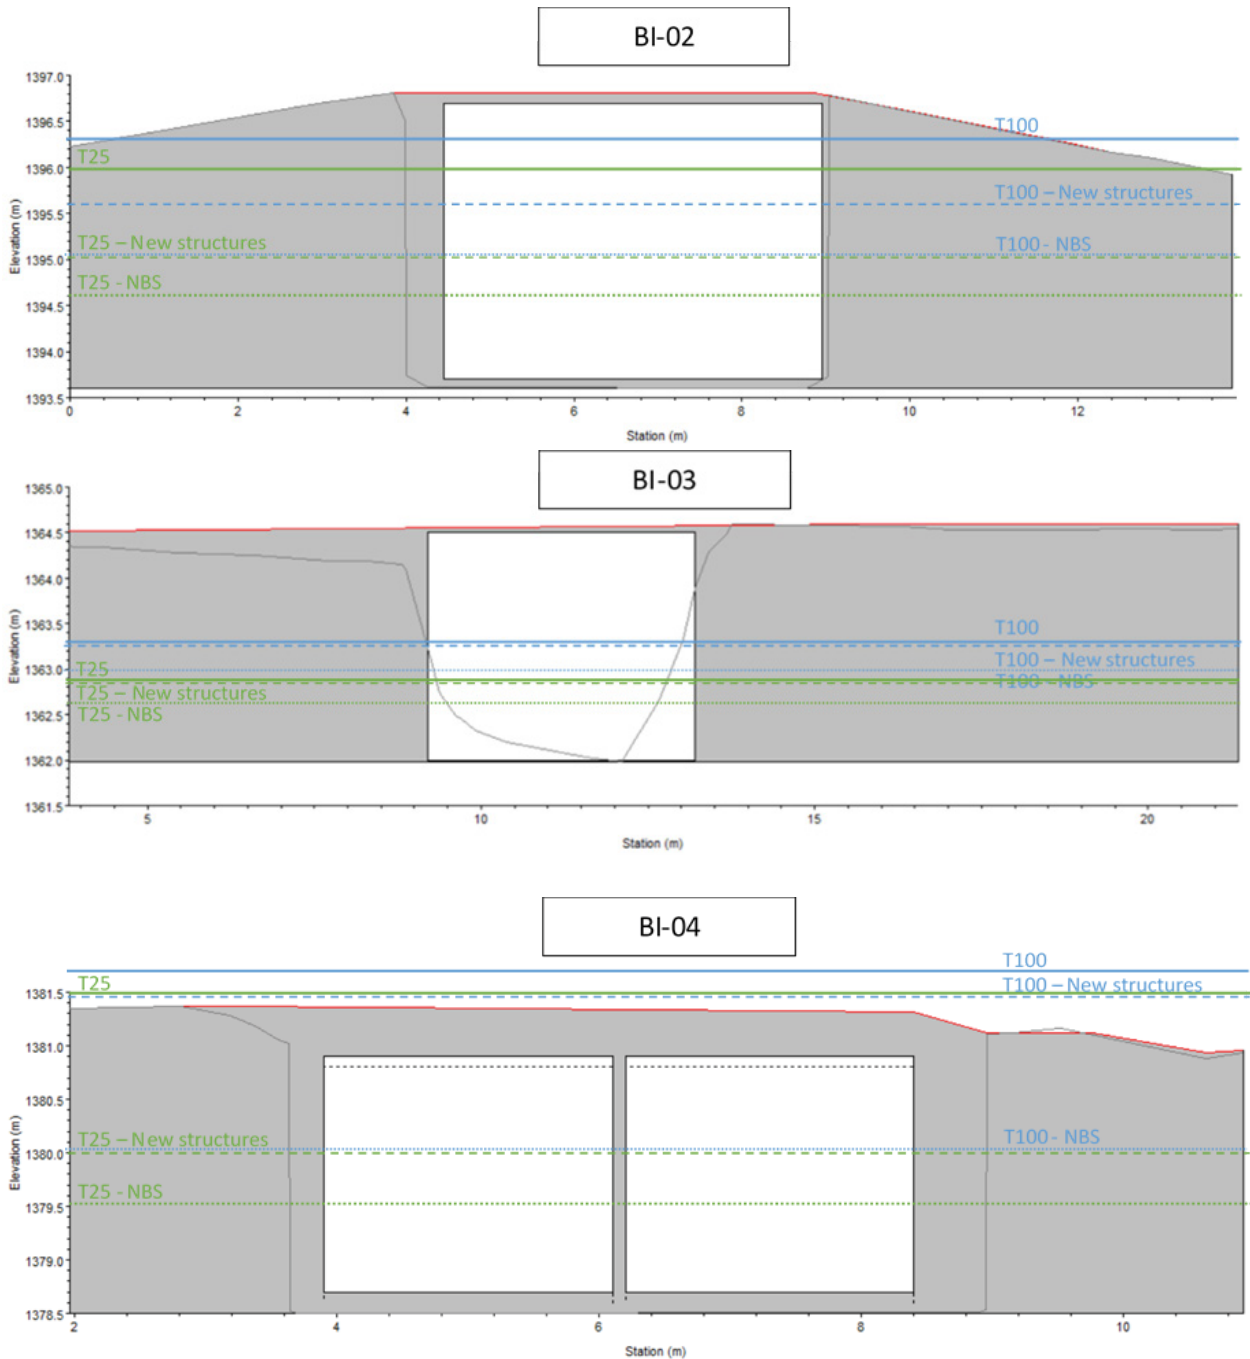 BI-02
1397.0
1396.5
T100
T25
1396.0
T100 – New structures
1395.5
T25 – New structures
T100 - NBS
1395.0
Elevation (m)
T25 - NBS
1394.5
1394.0
1393.5
0 2 4 6 8 10 12
Station (m)
BI-03
1365.0
1364.5
1364.0
1363.5
T100
T100 – New structures
1363.0
T25
T100 - NBS
T25 – New structures
Elevation (m)
1362.5
T25 - NBS
1362.0
1361.5
5 10 15 20
Station (m)
BI-04
T100
T25
T100 – New structures
1381.5
1381.0
1380.5
T25 – New structures
T100 - NBS
1380.0
Elevation (m)
T25 - NBS
1379.5
1379.0
1378.5
2 4 6 8 10
Station (m)